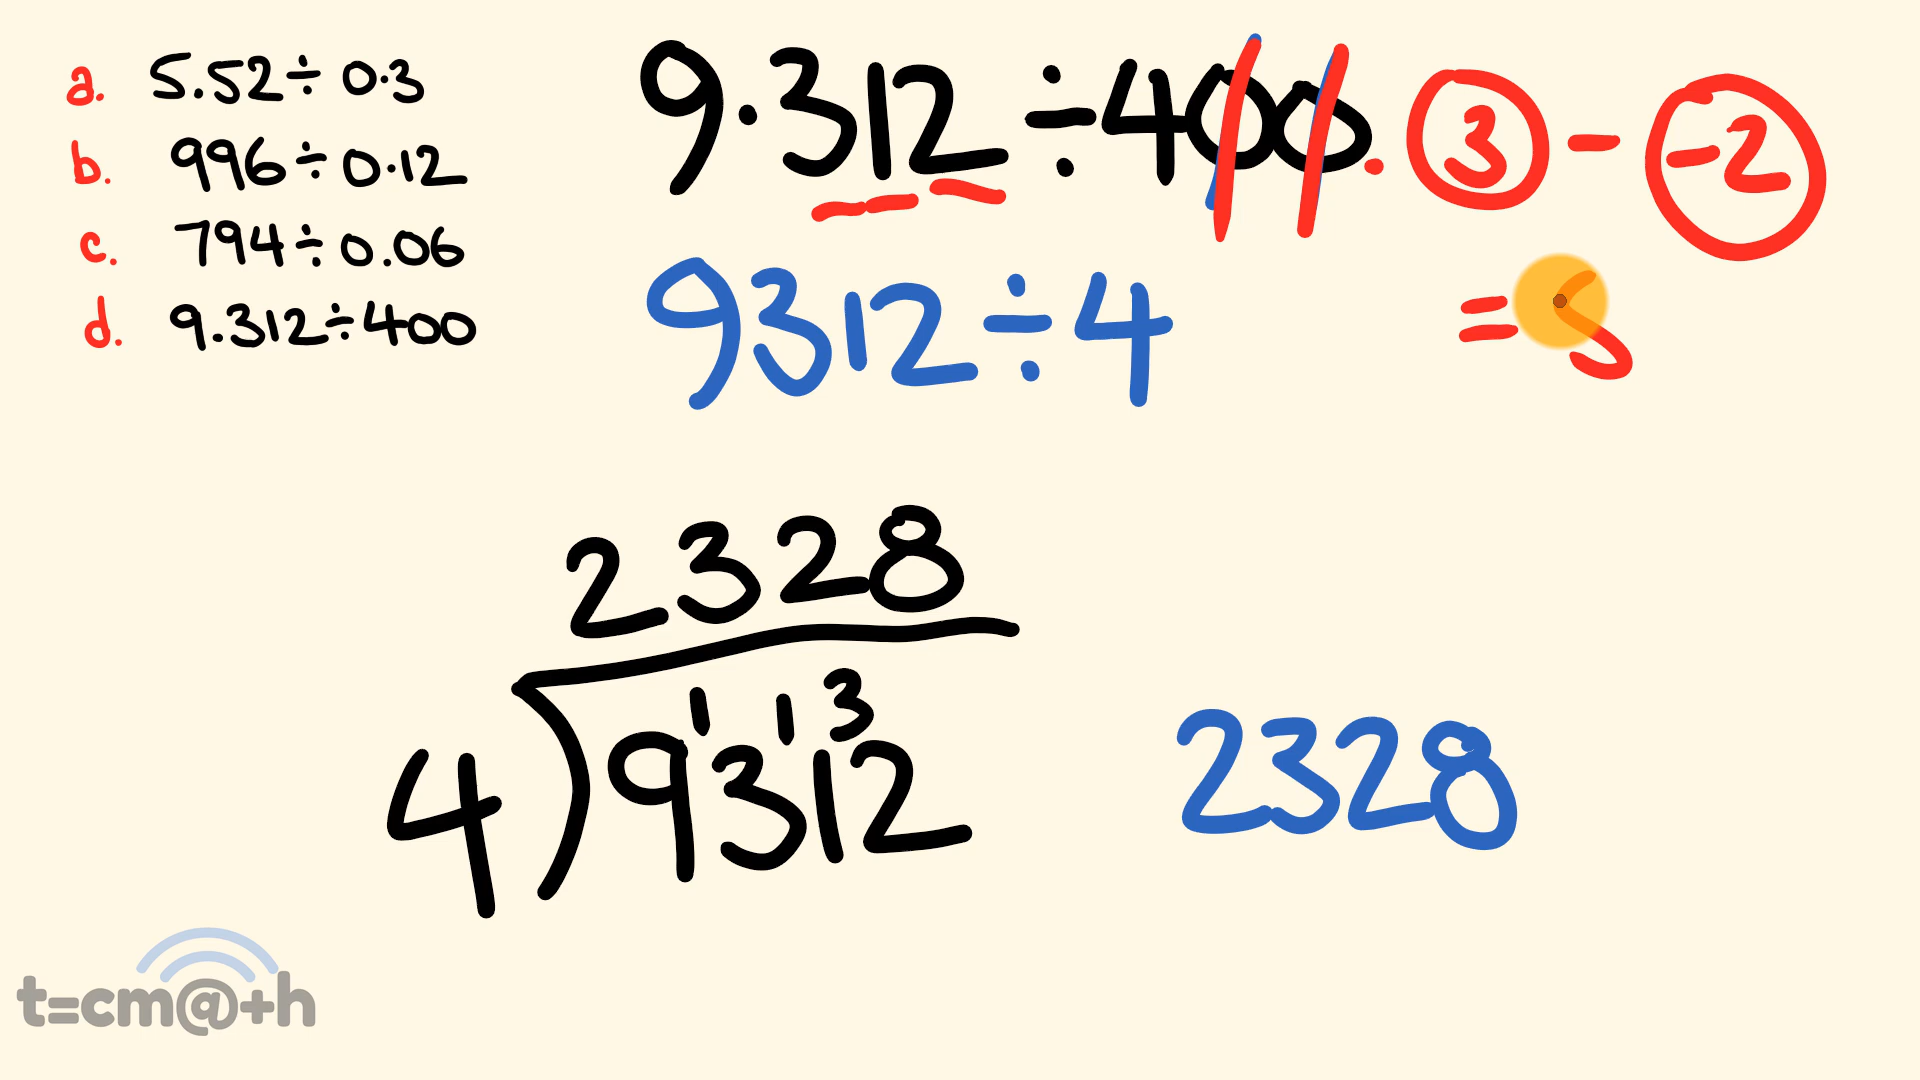 a. 5.52÷ 0.3
b. 996÷0.12
c. 794÷0.06
d. 9.312÷400
9.312÷400. 3 - -2
= 5
9312÷4
2328
4)9¹3¹1³2
2328
t=cm@+h